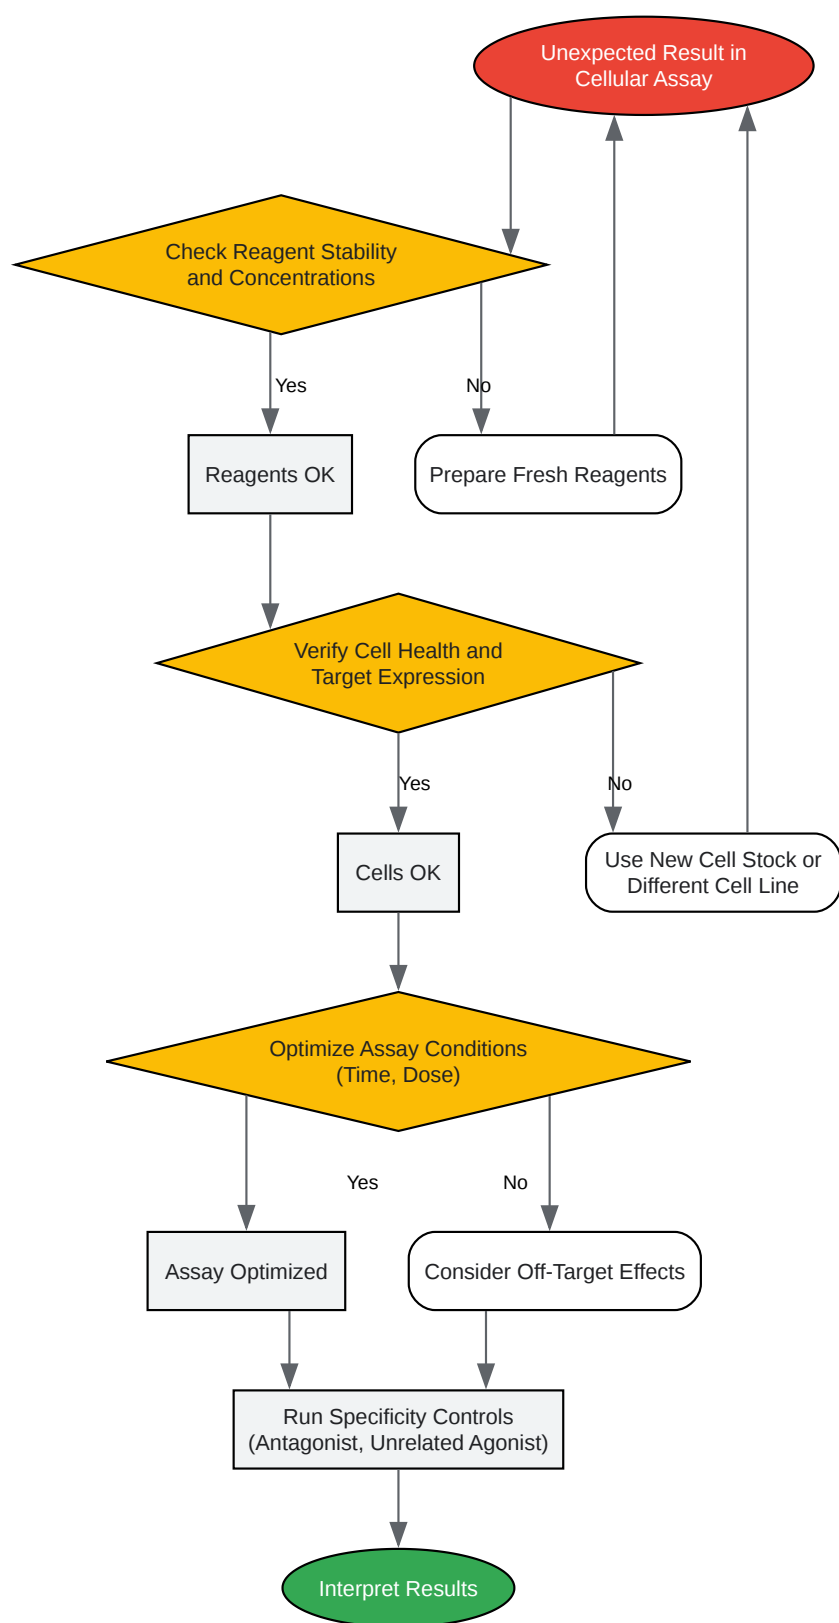 Unexpected Result in
Cellular Assay
Check Reagent Stability
and Concentrations
Yes
No
Reagents OK
Prepare Fresh Reagents
Verify Cell Health and
Target Expression
Yes
No
Cells OK
Use New Cell Stock or
Different Cell Line
Optimize Assay Conditions
(Time, Dose)
Yes
No
Assay Optimized
Consider Off-Target Effects
Run Specificity Controls
(Antagonist, Unrelated Agonist)
Interpret Results